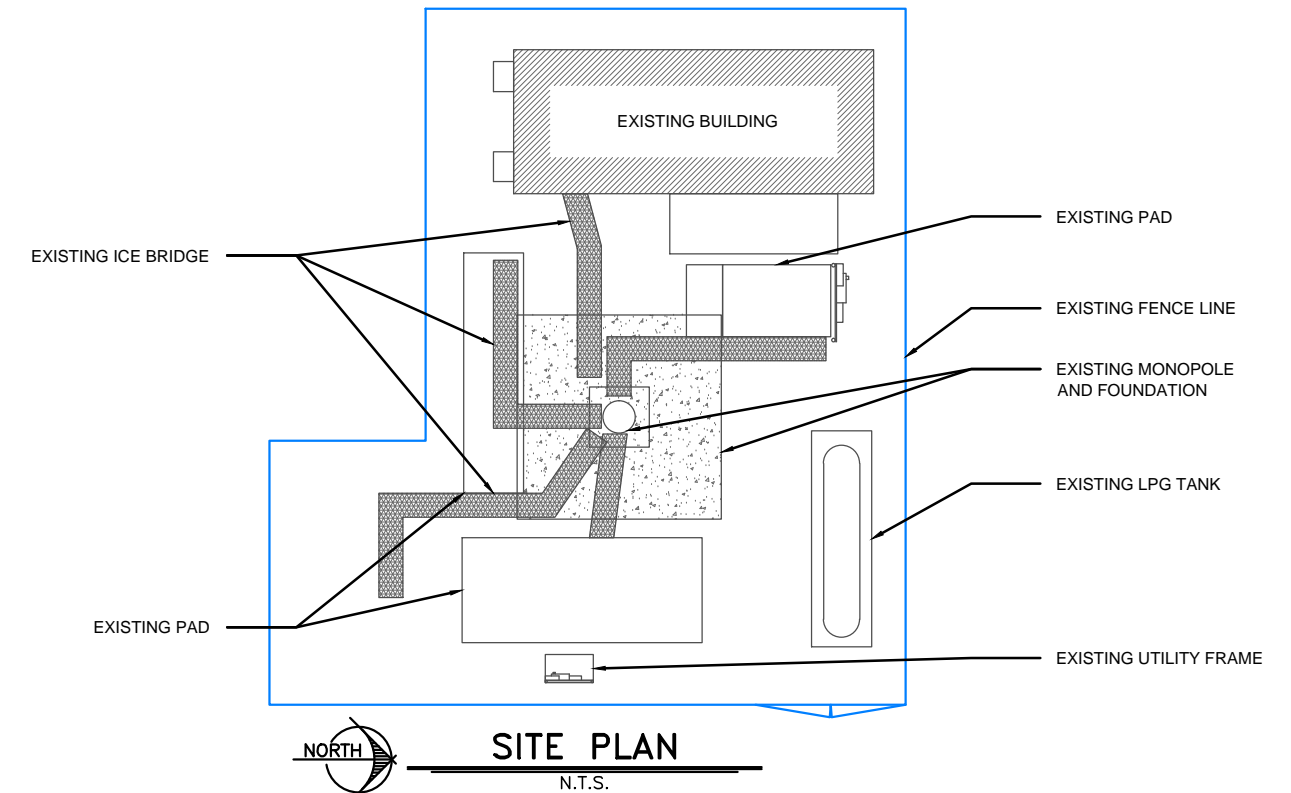 EXISTING BUILDING
EXISTING PAD
EXISTING ICE BRIDGE
EXISTING FENCE LINE
EXISTING MONOPOLE
AND FOUNDATION
EXISTING LPG TANK
EXISTING PAD
EXISTING UTILITY FRAME
NORTH
SITE PLAN
N.T.S.